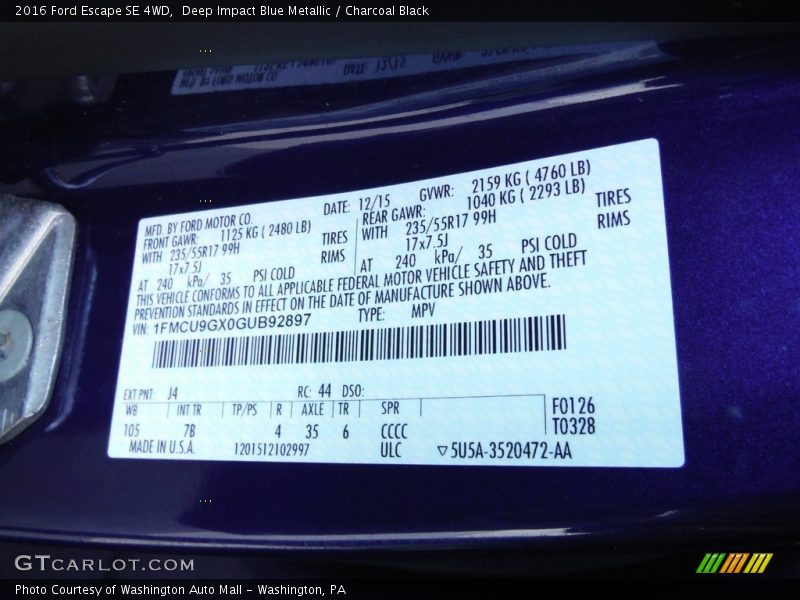 2016 Ford Escape SE 4WD,  Deep Impact Blue Metallic / Charcoal Black
MFD. BY FORD MOTOR CO.
DATE: 12/15
GVWR: 2159 KG ( 4760 LB)
FRONT GAWR: 1125 KG ( 2480 LB)
REAR GAWR: 1040 KG ( 2293 LB)
WITH 235/55R17 99H TIRES
WITH 235/55R17 99H TIRES
17x7.5J RIMS
17x7.5J RIMS
AT 240 kPa/ 35 PSI COLD
AT 240 kPa/ 35 PSI COLD
THIS VEHICLE CONFORMS TO ALL APPLICABLE FEDERAL MOTOR VEHICLE SAFETY AND THEFT
PREVENTION STANDARDS IN EFFECT ON THE DATE OF MANUFACTURE SHOWN ABOVE.
VIN: 1FMCU9GX0GUB92897
TYPE: MPV
EXT PNT: J4 RC: 44 DSO:
WB INT TR TP/PS R AXLE TR SPR
F0126
105 7B 4 35 6 CCCC
T0328
MADE IN U.S.A. 1201512102997 ULC ▽5U5A-3520472-AA
GTCARLOT.COM
Photo Courtesy of Washington Auto Mall - Washington, PA